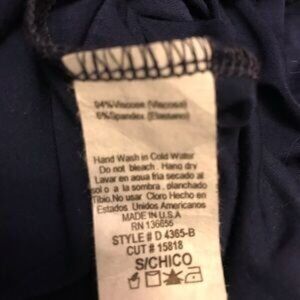 94%Viscose (Viscosa)
6%Spandex (Elastano)
Hand Wash in Cold Water
Do not bleach. Hang dry
Lavar en agua fria secado al
sol o a la sombra, planchado
Tibio.No usar Cloro Hecho en
Estados Unidos Americanos
MADE IN U.S.A
RN 136656
STYLE # D 4365-B
CUT # 15818
S/CHICO